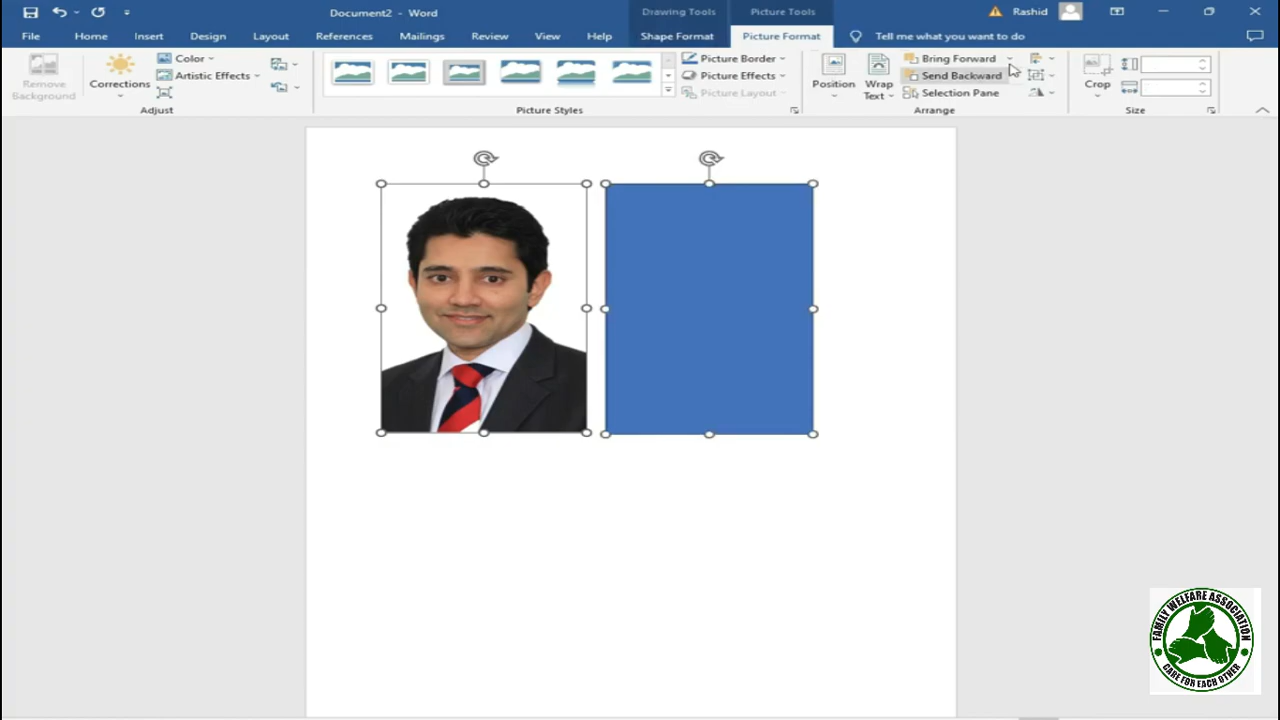 Document2 - Word
Drawing Tools
Picture Tools
Rashid
File
Home
Insert
Design
Layout
References
Mailings
Review
View
Help
Shape Format
Picture Format
Tell me what you want to do
Remove Background
Corrections
Color
Artistic Effects
Adjust
Picture Styles
Picture Border
Picture Effects
Picture Layout
Position
Wrap Text
Bring Forward
Send Backward
Selection Pane
Arrange
Crop
Size
FAMILY WELFARE ASSOCIATION
CARE FOR EACH OTHER